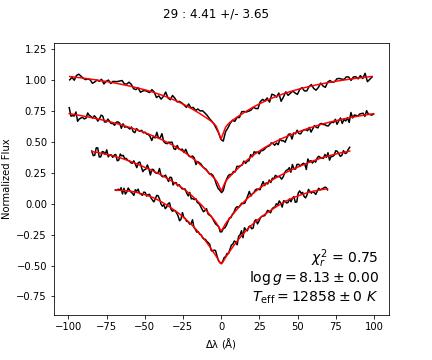 29 : 4.41 +/- 3.65
1.25
1.00
0.75
0.50
0.25
0.00
−0.25
−0.50
−0.75
Normalized Flux
χ²ᵣ = 0.75
log g = 8.13 ± 0.00
T_eff = 12858 ± 0 K
−100 −75 −50 −25 0 25 50 75 100
Δλ (Å)